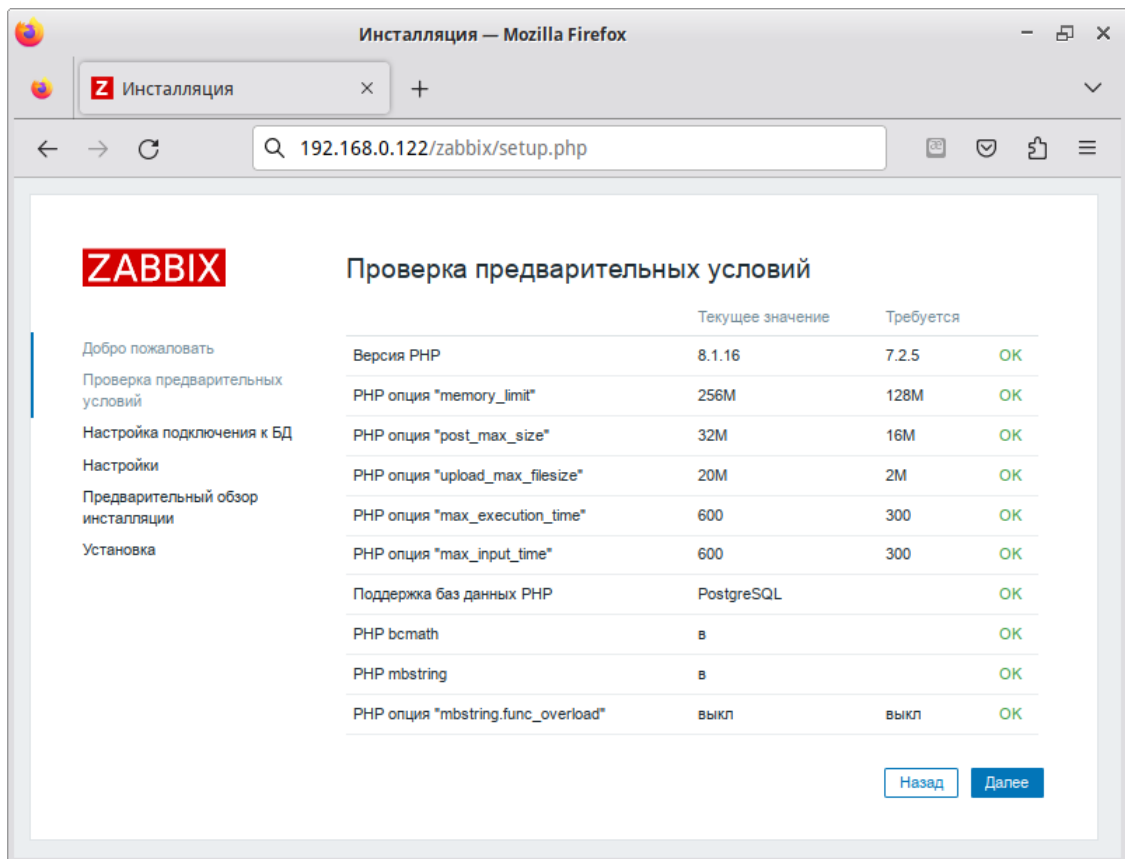 Инсталляция — Mozilla Firefox
Z Инсталляция
192.168.0.122/zabbix/setup.php
ZABBIX
Добро пожаловать
Проверка предварительных
условий
Настройка подключения к БД
Настройки
Предварительный обзор
инсталляции
Установка
Проверка предварительных условий
Текущее значение Требуется
Версия PHP 8.1.16 7.2.5 OK
PHP опция "memory_limit" 256M 128M OK
PHP опция "post_max_size" 32M 16M OK
PHP опция "upload_max_filesize" 20M 2M OK
PHP опция "max_execution_time" 600 300 OK
PHP опция "max_input_time" 600 300 OK
Поддержка баз данных PHP PostgreSQL OK
PHP bcmath в OK
PHP mbstring в OK
PHP опция "mbstring.func_overload" выкл выкл OK
Назад Далее